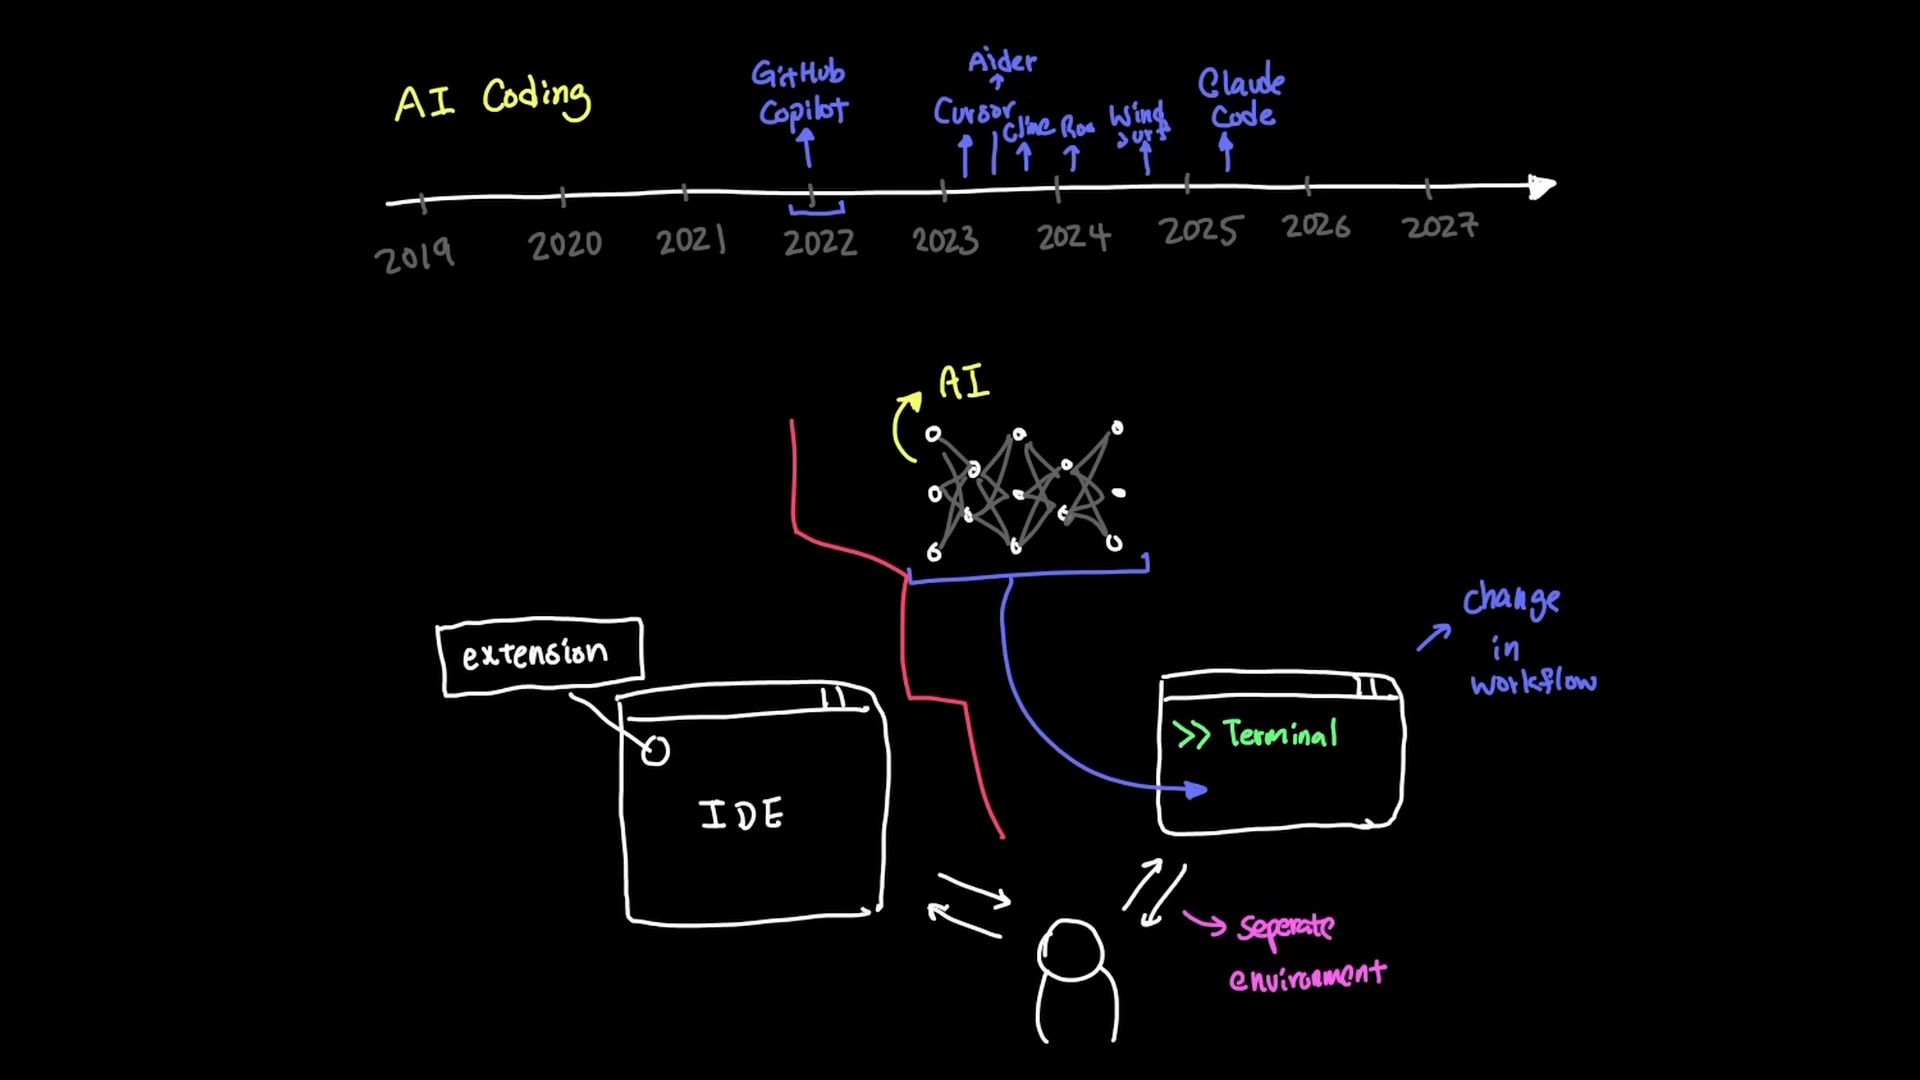 AI Coding
GitHub
Copilot
Aider
Cursor
Cline
Roo
Wind
surf
Claude
Code
2019
2020
2021
2022
2023
2024
2025
2026
2027
AI
extension
IDE
>> Terminal
change
in
workflow
seperate
environment